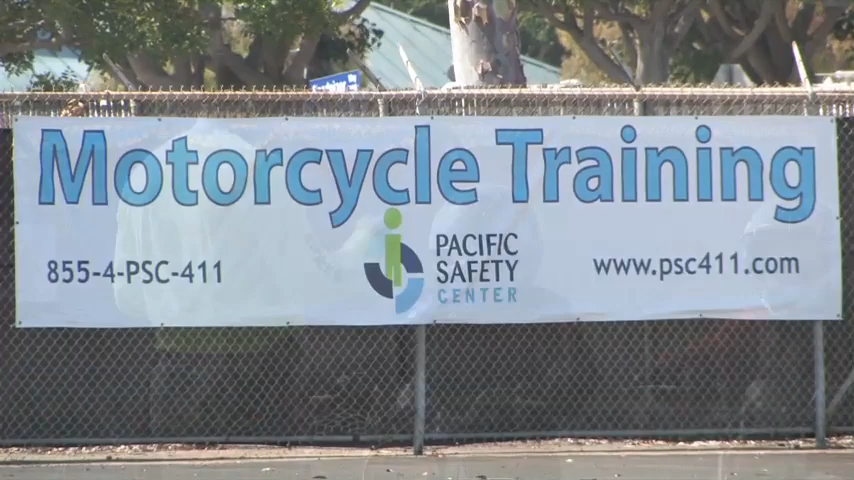 Motorcycle Training
855-4-PSC-411
PACIFIC
SAFETY
CENTER
www.psc411.com